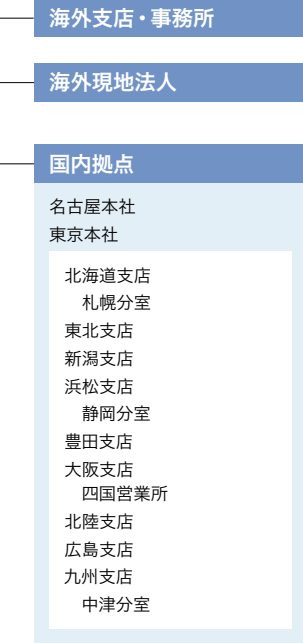 海外支店・事務所
海外現地法人
国内拠点
名古屋本社
東京本社
北海道支店
札幌分室
東北支店
新潟支店
浜松支店
静岡分室
豊田支店
大阪支店
四国営業所
北陸支店
広島支店
九州支店
中津分室